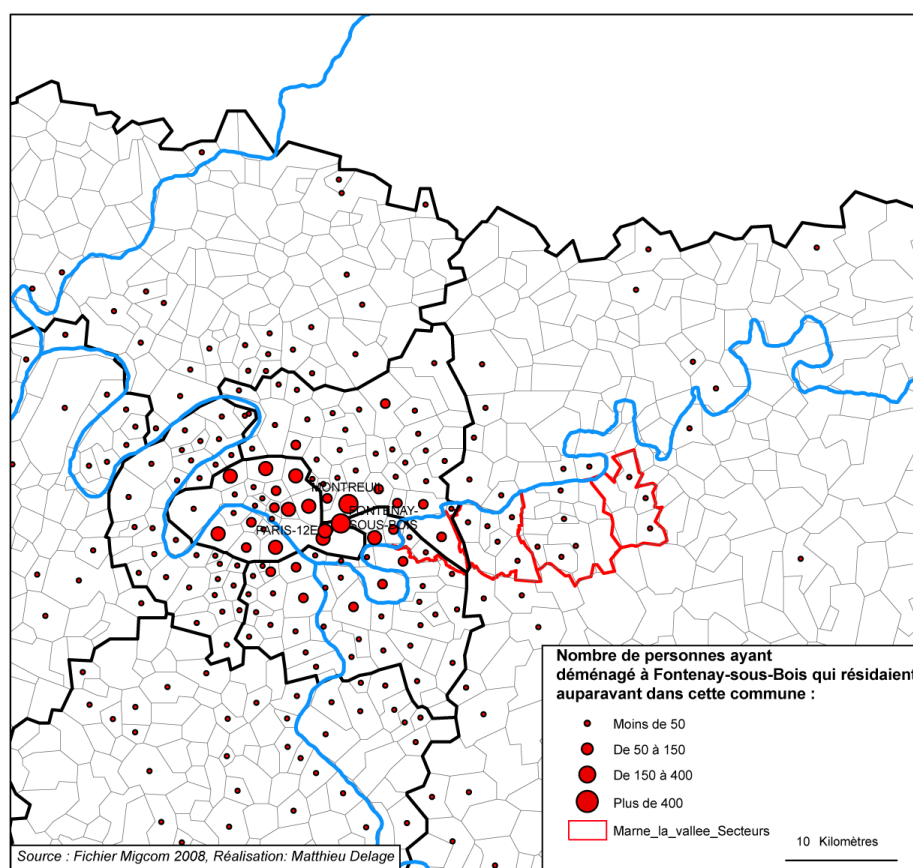 MONTREUIL
FONTENAY-
SOUS-BOIS
PARIS-12E
Nombre de personnes ayant
déménagé à Fontenay-sous-Bois qui résidaient
auparavant dans cette commune :
Moins de 50
De 50 à 150
De 150 à 400
Plus de 400
Marne_la_vallee_Secteurs
10 Kilomètres
Source : Fichier Migcom 2008, Réalisation: Matthieu Delage